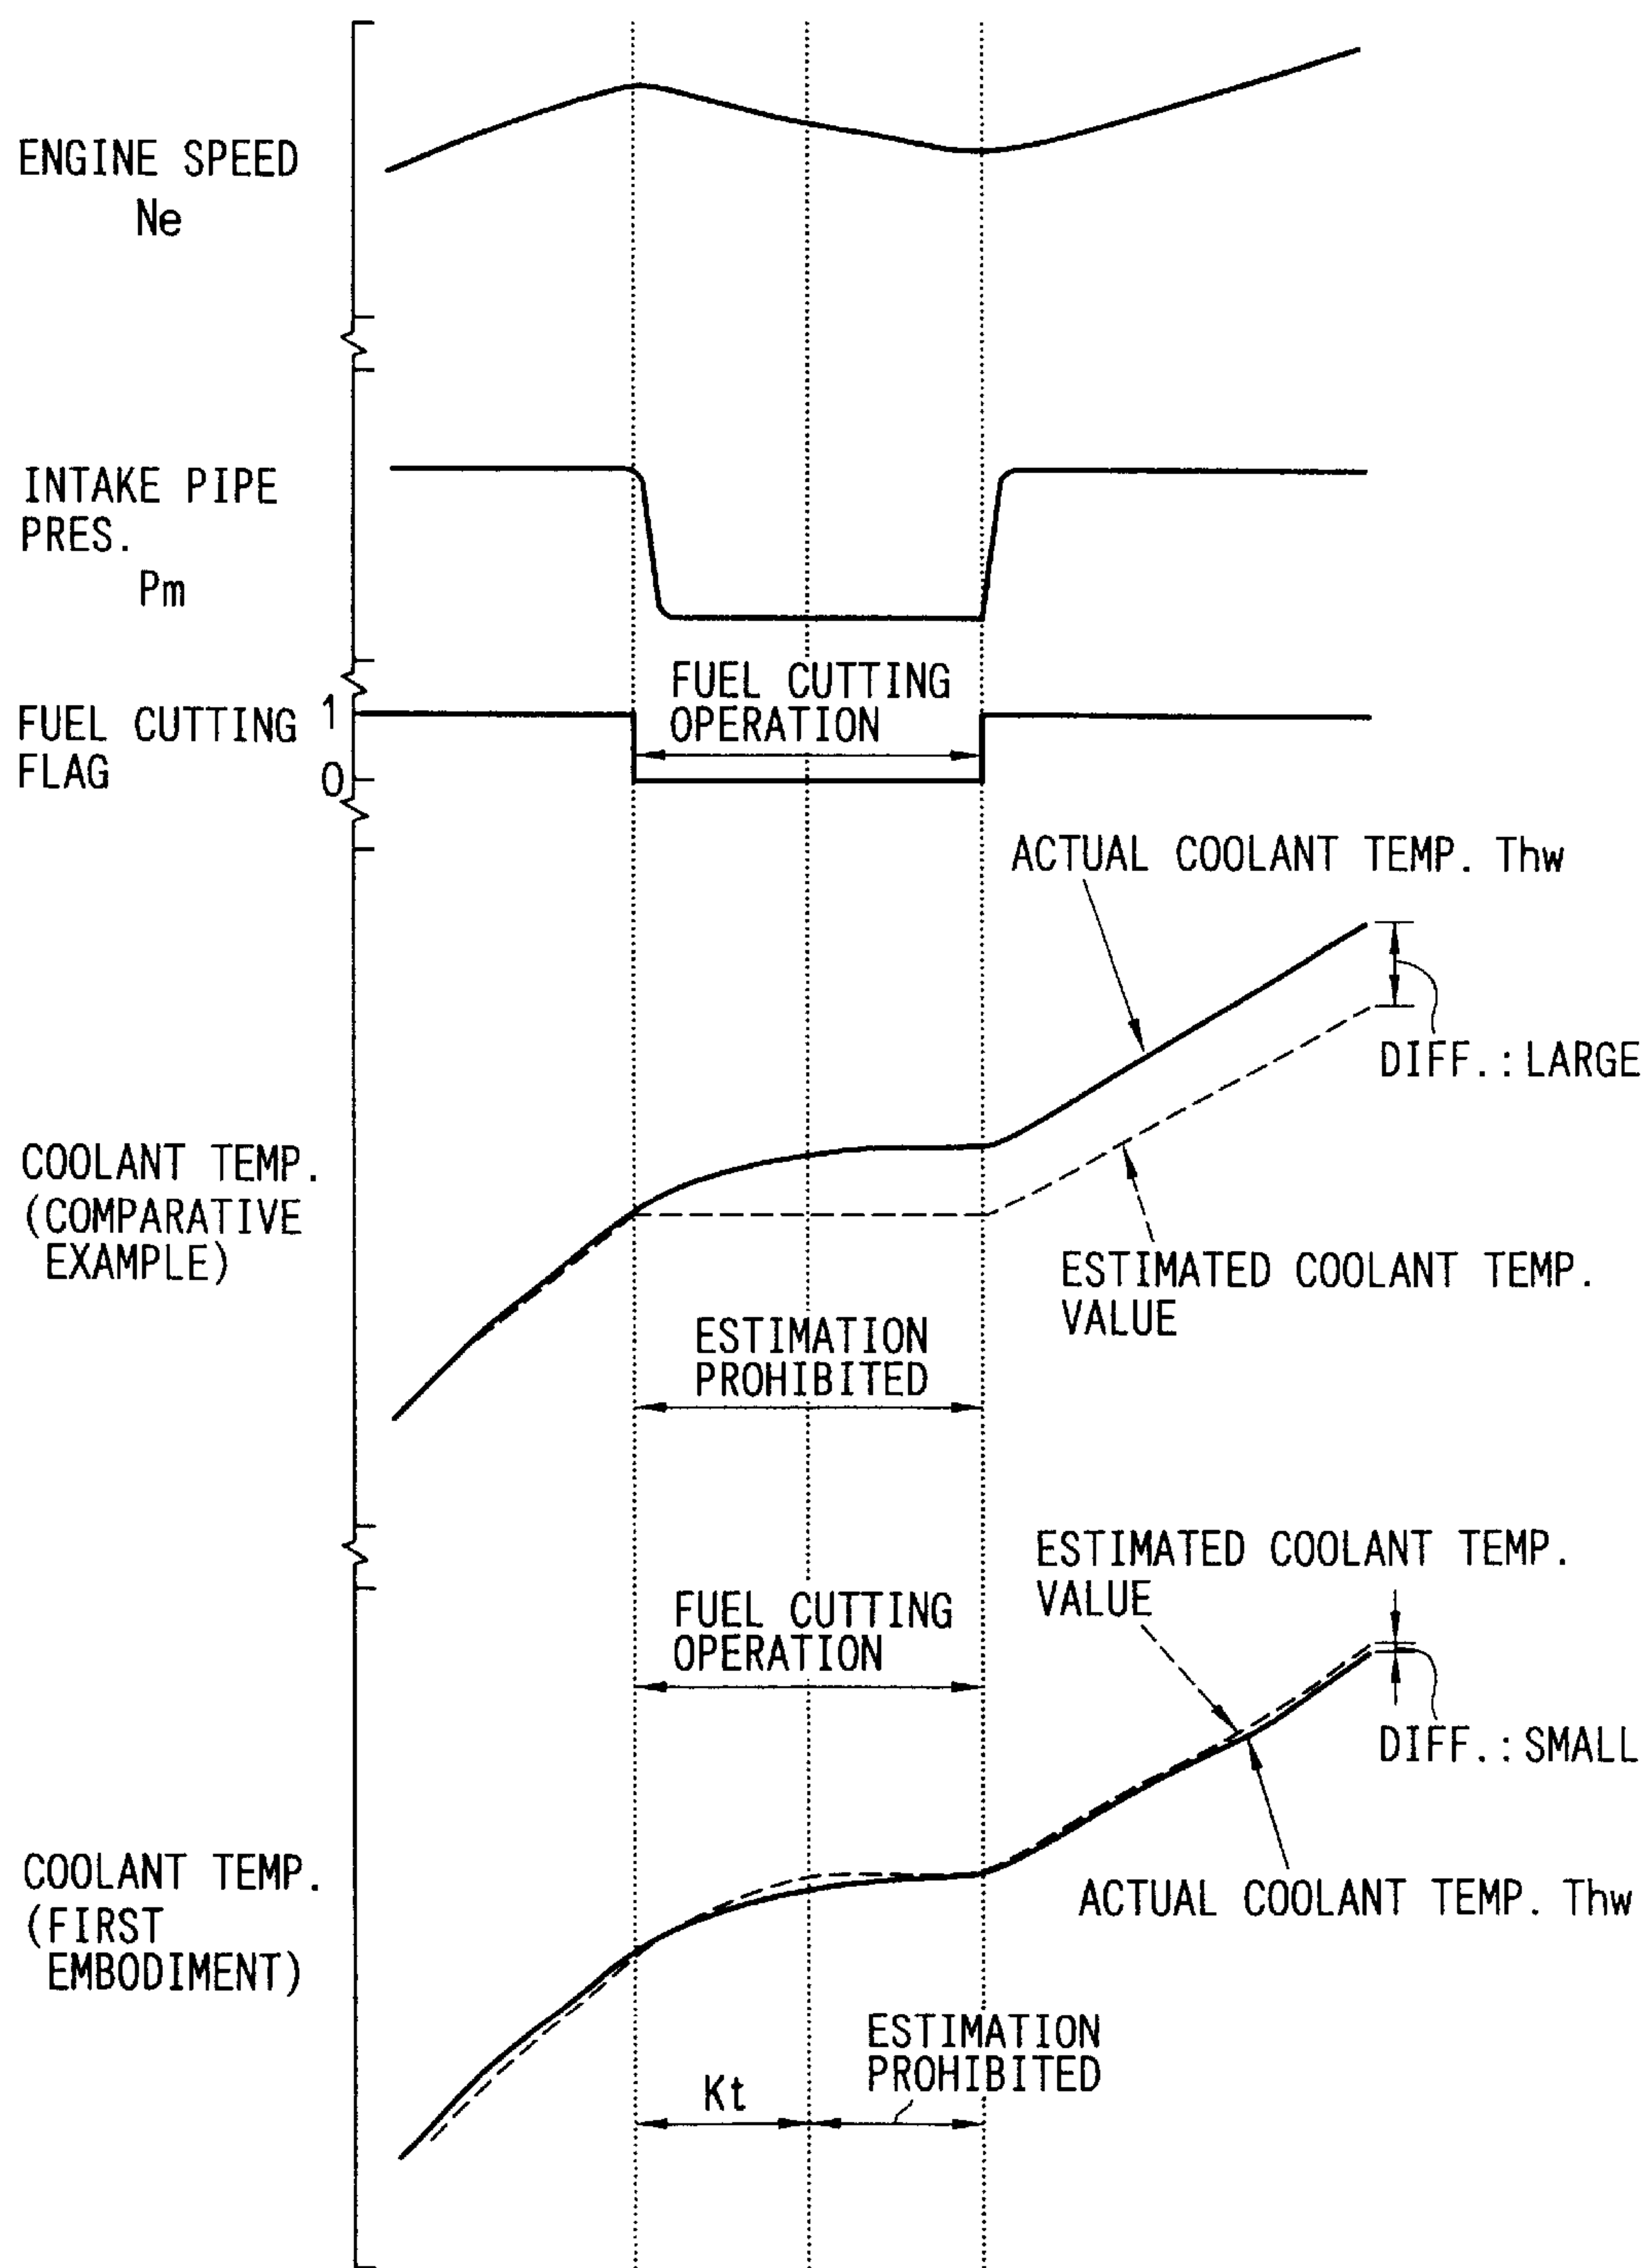 ENGINE SPEED
Ne
INTAKE PIPE
PRES.
Pm
FUEL CUTTING
OPERATION
FUEL CUTTING
FLAG
1
0
ACTUAL COOLANT TEMP. Thw
DIFF.: LARGE
COOLANT TEMP.
(COMPARATIVE
EXAMPLE)
ESTIMATED COOLANT TEMP.
VALUE
ESTIMATION
PROHIBITED
ESTIMATED COOLANT TEMP.
VALUE
FUEL CUTTING
OPERATION
DIFF.: SMALL
COOLANT TEMP.
(FIRST
EMBODIMENT)
ACTUAL COOLANT TEMP. Thw
Kt
ESTIMATION
PROHIBITED